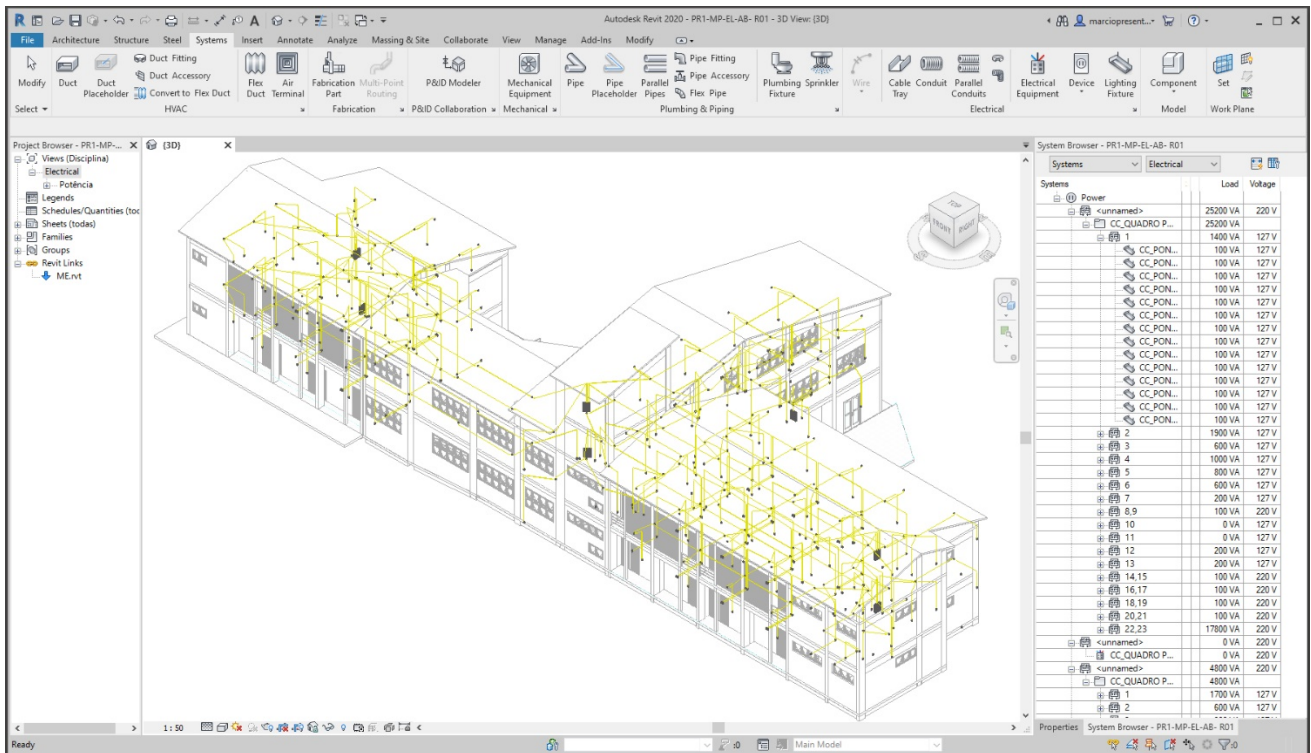 Autodesk Revit 2020 - PR1-MP-EL-AB- R01 - 3D View: {3D}
marciopresent...
File Architecture Structure Steel Systems Insert Annotate Analyze Massing & Site Collaborate View Manage Add-Ins Modify
Modify
Duct
Duct Placeholder
Duct Fitting
Duct Accessory
Convert to Flex Duct
Flex Duct
Air Terminal
Fabrication Part
Multi-Point Routing
P&ID Modeler
Mechanical Equipment
Pipe
Pipe Placeholder
Parallel Pipes
Pipe Fitting
Pipe Accessory
Flex Pipe
Plumbing Fixture
Sprinkler
Wire
Cable Tray
Conduit
Parallel Conduits
Electrical Equipment
Device
Lighting Fixture
Component
Set
Select HVAC Fabrication P&ID Collaboration Mechanical Plumbing & Piping Electrical Model Work Plane
Project Browser - PR1-MP-...
Views (Disciplina)
Electrical
Potência
Legends
Schedules/Quantities (toc
Sheets (todas)
Families
Groups
Revit Links
ME.rvt
{3D}
TOP
FRONT
RIGHT
System Browser - PR1-MP-EL-AB- R01
Systems Electrical
Systems Load Voltage
Power
<unnamed> 25200 VA 220 V
CC_QUADRO P... 25200 VA
1 1400 VA 127 V
CC_PON... 100 VA 127 V
CC_PON... 100 VA 127 V
CC_PON... 100 VA 127 V
CC_PON... 100 VA 127 V
CC_PON... 100 VA 127 V
CC_PON... 100 VA 127 V
CC_PON... 100 VA 127 V
CC_PON... 100 VA 127 V
CC_PON... 100 VA 127 V
CC_PON... 100 VA 127 V
CC_PON... 100 VA 127 V
CC_PON... 100 VA 127 V
CC_PON... 100 VA 127 V
CC_PON... 100 VA 127 V
2 1900 VA 127 V
3 600 VA 127 V
4 1000 VA 127 V
5 800 VA 127 V
6 600 VA 127 V
7 200 VA 127 V
8,9 100 VA 220 V
10 0 VA 127 V
11 0 VA 127 V
12 200 VA 127 V
13 200 VA 127 V
14,15 100 VA 220 V
16,17 100 VA 220 V
18,19 100 VA 220 V
20,21 100 VA 220 V
22,23 17800 VA 220 V
<unnamed> 0 VA 220 V
CC_QUADRO P... 0 VA 220 V
<unnamed> 4800 VA 220 V
CC_QUADRO P... 4800 VA
1 1700 VA 127 V
2 600 VA 127 V
1 : 50
Properties System Browser - PR1-MP-EL-AB- R01
Ready
:0
Main Model
:0